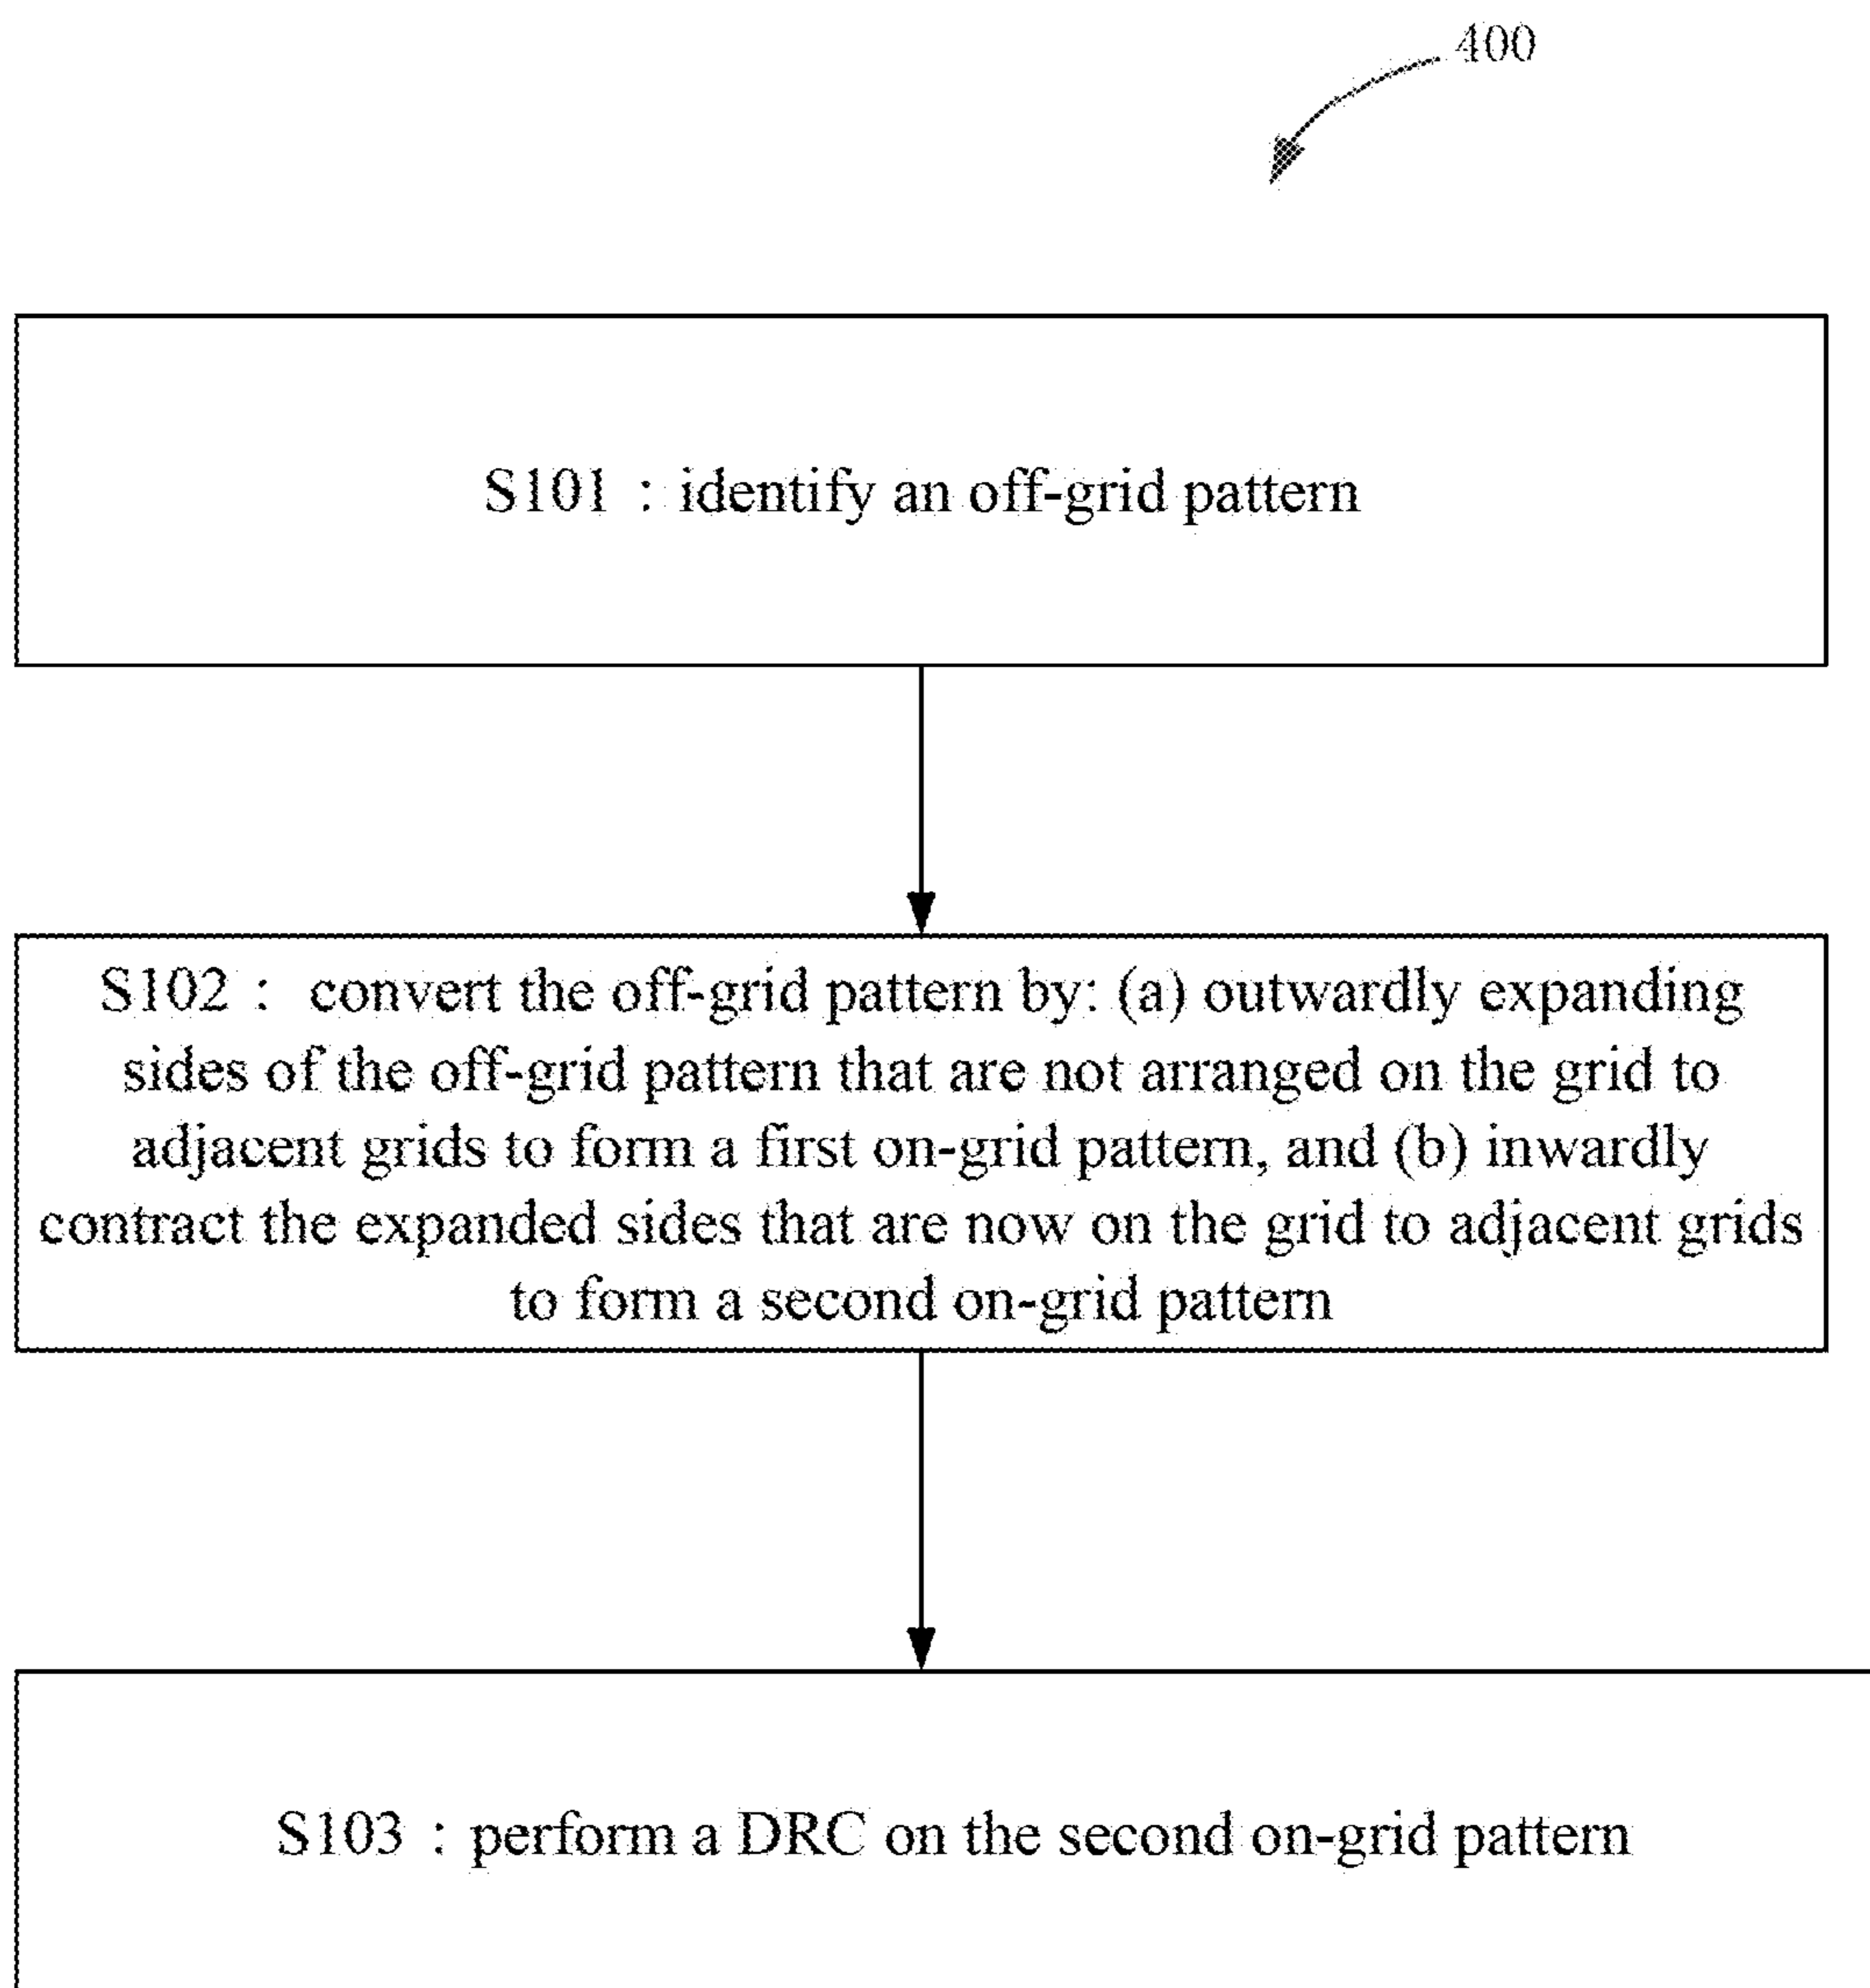 400
S101 : identify an off-grid pattern
S102 : convert the off-grid pattern by: (a) outwardly expanding
sides of the off-grid pattern that are not arranged on the grid to
adjacent grids to form a first on-grid pattern, and (b) inwardly
contract the expanded sides that are now on the grid to adjacent grids
to form a second on-grid pattern
S103 : perform a DRC on the second on-grid pattern